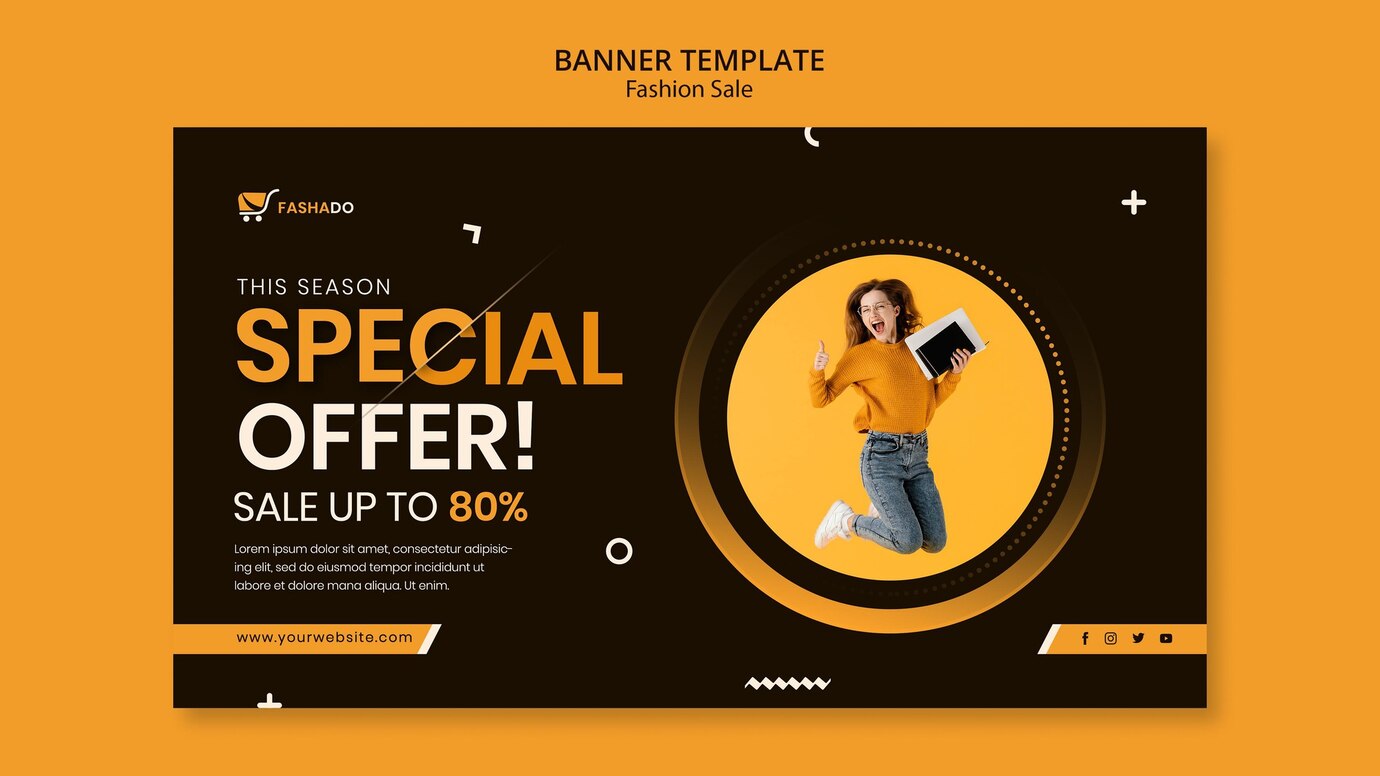 BANNER TEMPLATE
Fashion Sale
FASHADO
THIS SEASON
SPECIAL
OFFER!
SALE UP TO 80%
Lorem ipsum dolor sit amet, consectetur adipisic-
ing elit, sed do eiusmod tempor incididunt ut
labore et dolore mana aliqua. Ut enim.
www.yourwebsite.com